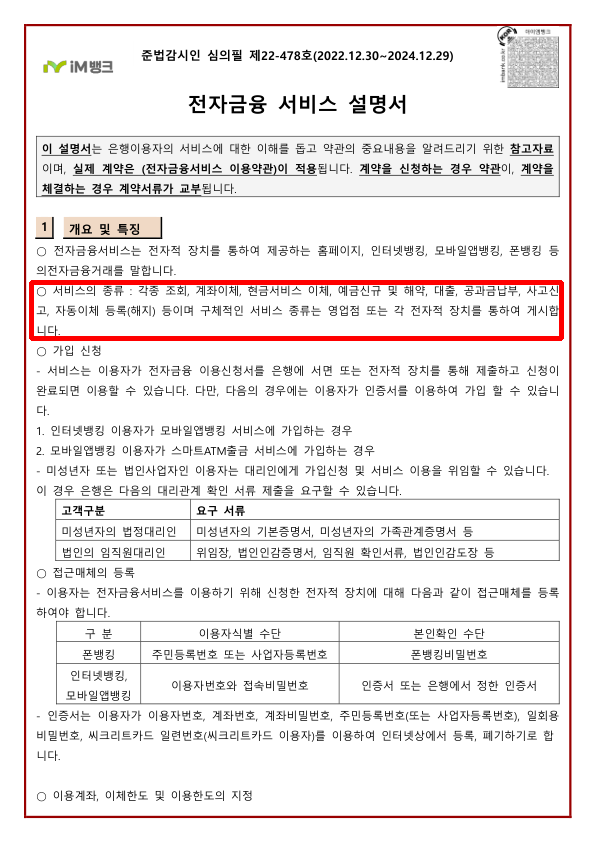 준법감시인 심의필 제22-478호(2022.12.30~2024.12.29)
iM뱅크
아이엠뱅크
imbank.co.kr
전자금융 서비스 설명서
이 설명서는 은행이용자의 서비스에 대한 이해를 돕고 약관의 중요내용을 알려드리기 위한 참고자료
이며, 실제 계약은 (전자금융서비스 이용약관)이 적용됩니다. 계약을 신청하는 경우 약관이, 계약을
체결하는 경우 계약서류가 교부됩니다.
1 개요 및 특징
○ 전자금융서비스는 전자적 장치를 통하여 제공하는 홈페이지, 인터넷뱅킹, 모바일앱뱅킹, 폰뱅킹 등
의전자금융거래를 말합니다.
○ 서비스의 종류 : 각종 조회, 계좌이체, 현금서비스 이체, 예금신규 및 해약, 대출, 공과금납부, 사고신
고, 자동이체 등록(해지) 등이며 구체적인 서비스 종류는 영업점 또는 각 전자적 장치를 통하여 게시합
니다.
○ 가입 신청
- 서비스는 이용자가 전자금융 이용신청서를 은행에 서면 또는 전자적 장치를 통해 제출하고 신청이
완료되면 이용할 수 있습니다. 다만, 다음의 경우에는 이용자가 인증서를 이용하여 가입 할 수 있습니
다.
1. 인터넷뱅킹 이용자가 모바일앱뱅킹 서비스에 가입하는 경우
2. 모바일앱뱅킹 이용자가 스마트ATM출금 서비스에 가입하는 경우
- 미성년자 또는 법인사업자인 이용자는 대리인에게 가입신청 및 서비스 이용을 위임할 수 있습니다.
이 경우 은행은 다음의 대리관계 확인 서류 제출을 요구할 수 있습니다.
고객구분 요구 서류
미성년자의 법정대리인 미성년자의 기본증명서, 미성년자의 가족관계증명서 등
법인의 임직원대리인 위임장, 법인인감증명서, 임직원 확인서류, 법인인감도장 등
○ 접근매체의 등록
- 이용자는 전자금융서비스를 이용하기 위해 신청한 전자적 장치에 대해 다음과 같이 접근매체를 등록
하여야 합니다.
구 분 이용자식별 수단 본인확인 수단
폰뱅킹 주민등록번호 또는 사업자등록번호 폰뱅킹비밀번호
인터넷뱅킹,
모바일앱뱅킹 이용자번호와 접속비밀번호 인증서 또는 은행에서 정한 인증서
- 인증서는 이용자가 이용자번호, 계좌번호, 계좌비밀번호, 주민등록번호(또는 사업자등록번호), 일회용
비밀번호, 씨크리트카드 일련번호(씨크리트카드 이용자)를 이용하여 인터넷상에서 등록, 폐기하기로 합
니다.
○ 이용계좌, 이체한도 및 이용한도의 지정